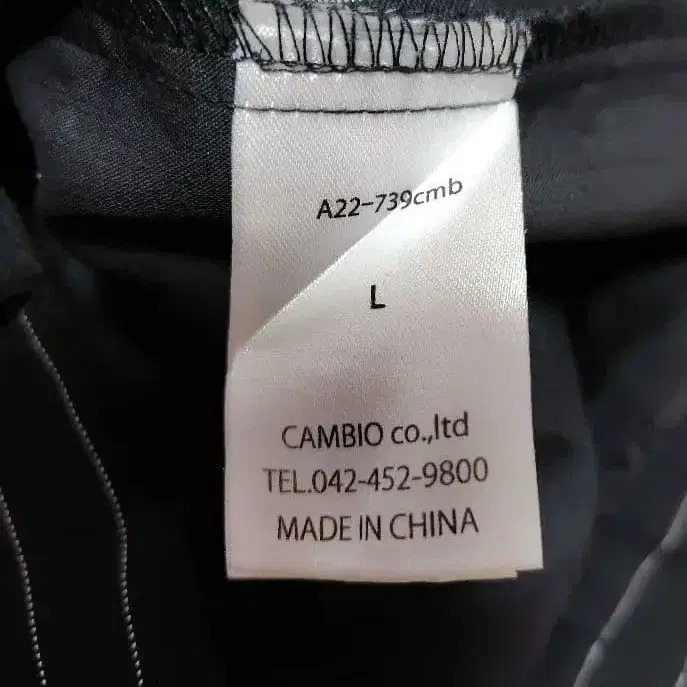 A22-739cmb
L
CAMBIO co.,ltd
TEL.042-452-9800
MADE IN CHINA